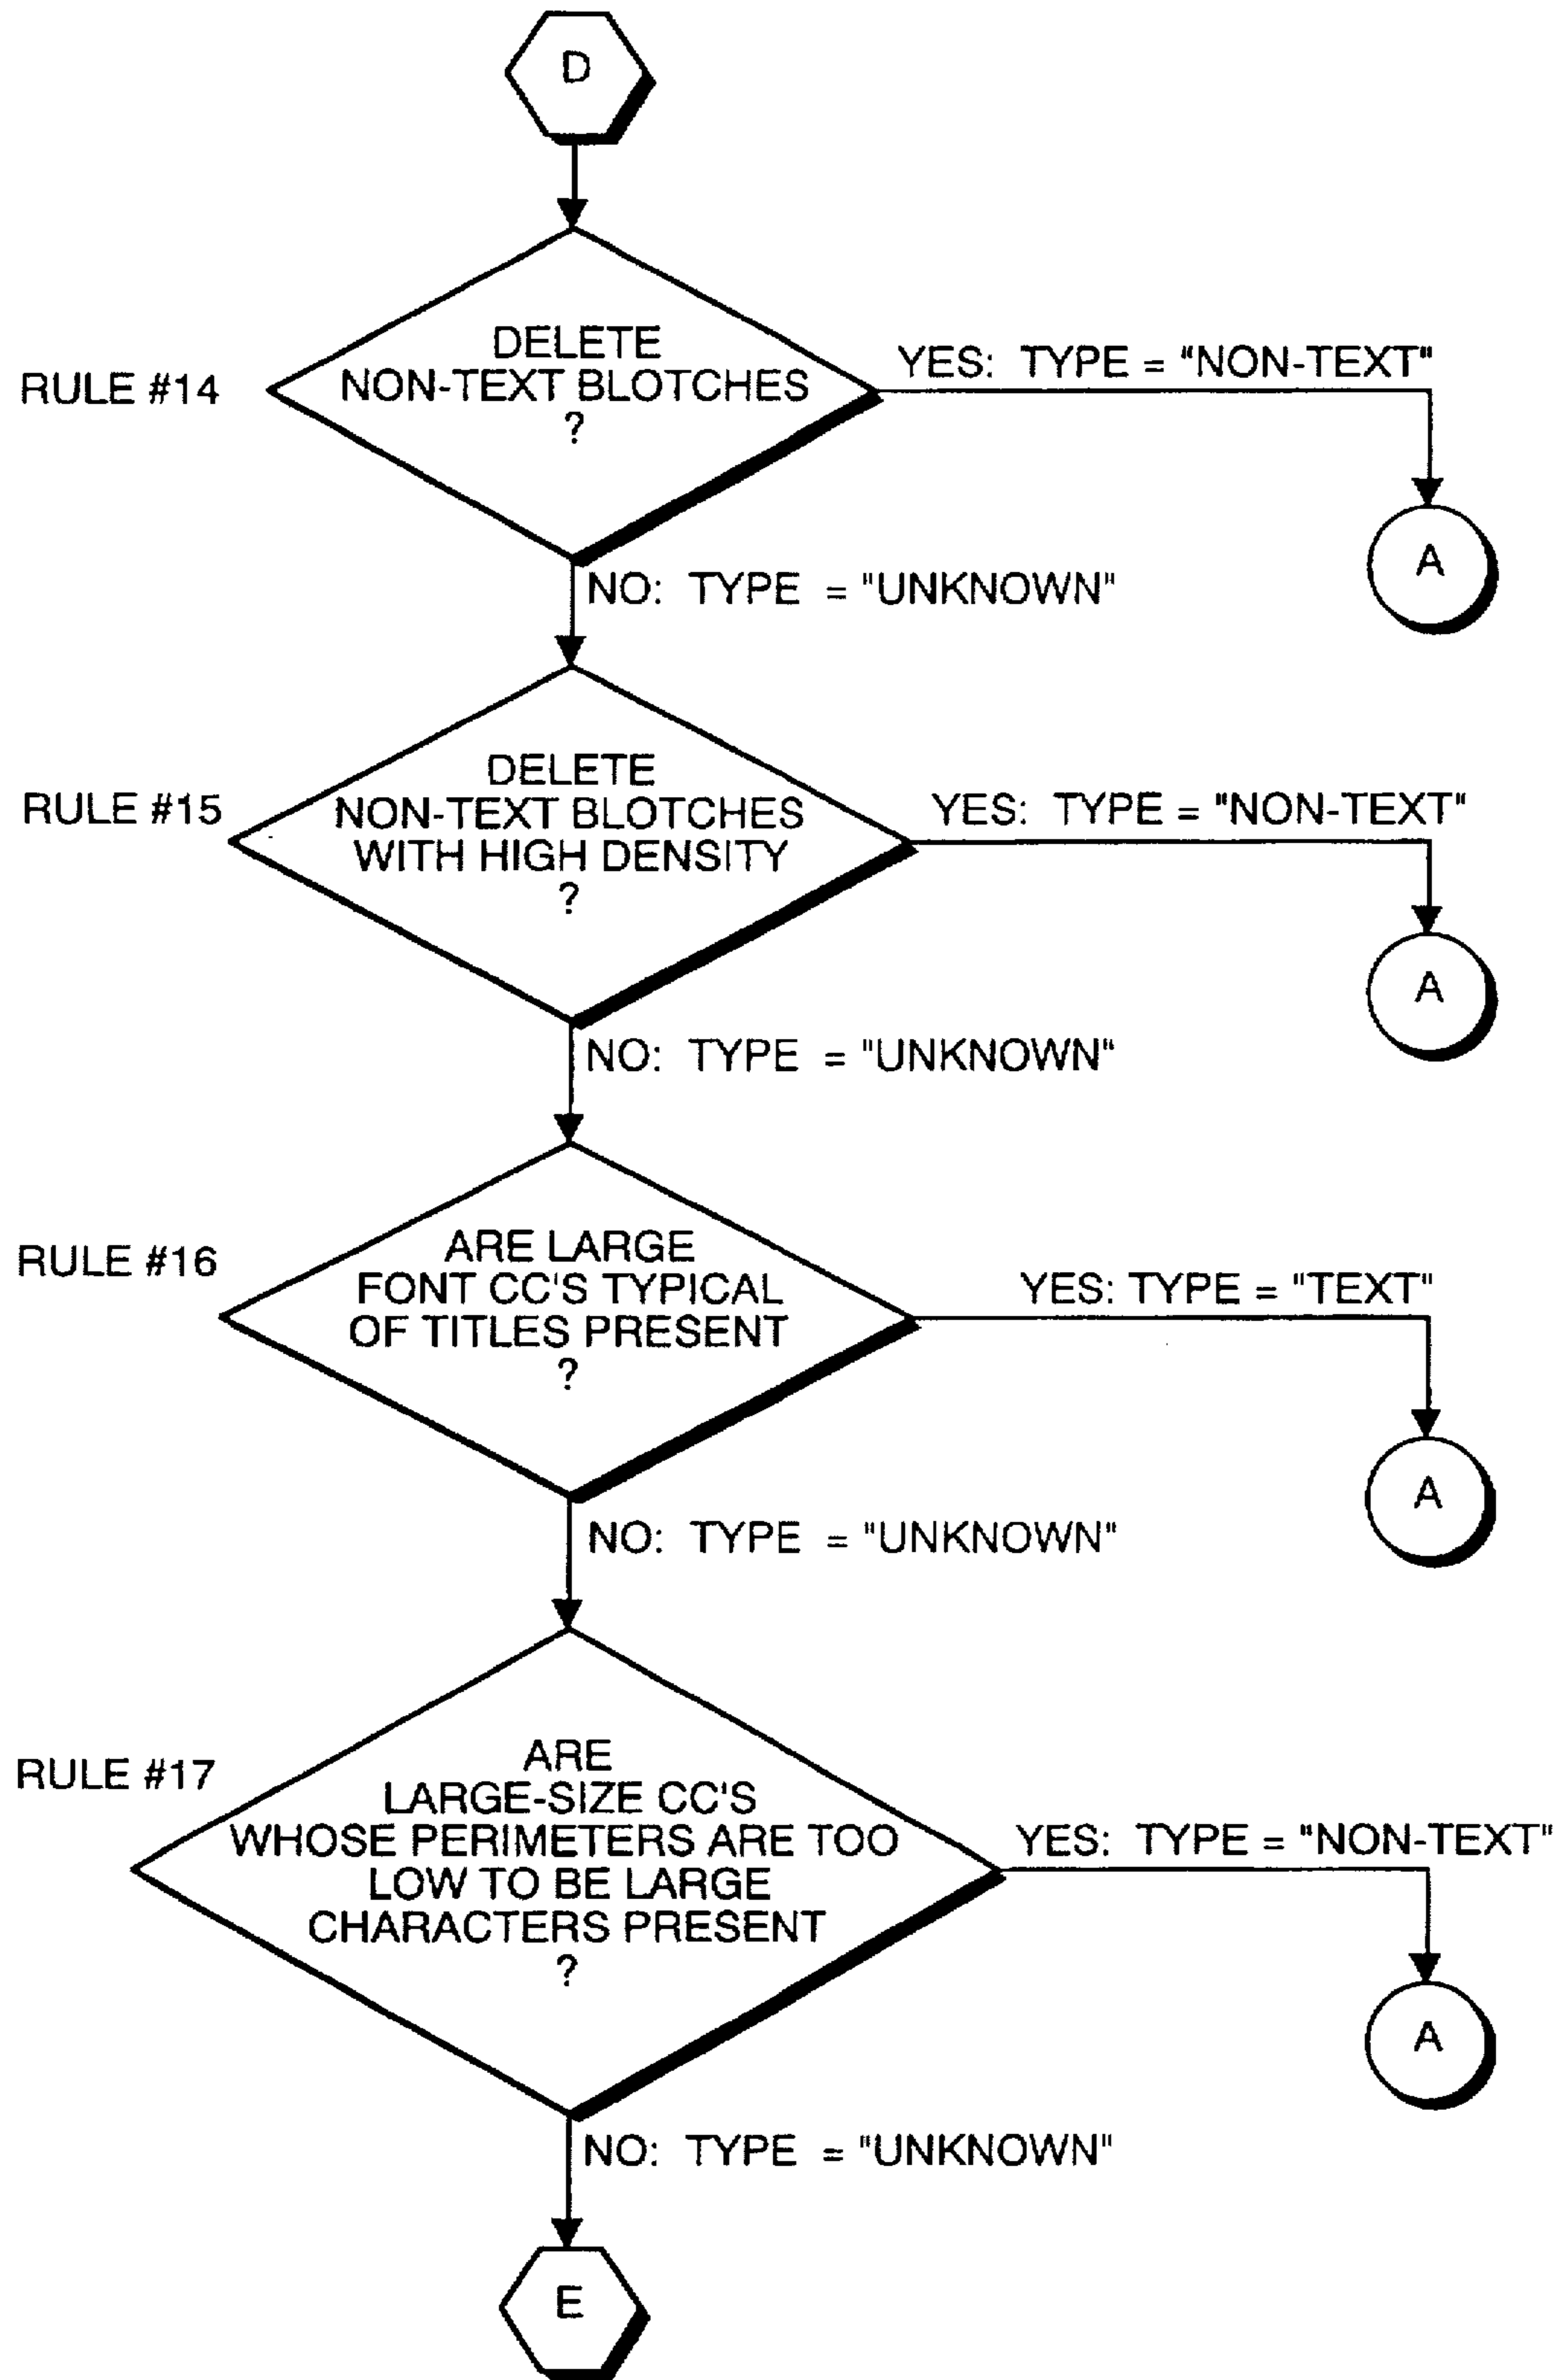 D
DELETE
NON-TEXT BLOTCHES
?
RULE #14
YES: TYPE = "NON-TEXT"
A
NO: TYPE = "UNKNOWN"
DELETE
NON-TEXT BLOTCHES
WITH HIGH DENSITY
?
RULE #15
YES: TYPE = "NON-TEXT"
A
NO: TYPE = "UNKNOWN"
ARE LARGE
FONT CC'S TYPICAL
OF TITLES PRESENT
?
RULE #16
YES: TYPE = "TEXT"
A
NO: TYPE = "UNKNOWN"
ARE
LARGE-SIZE CC'S
WHOSE PERIMETERS ARE TOO
LOW TO BE LARGE
CHARACTERS PRESENT
?
RULE #17
YES: TYPE = "NON-TEXT"
A
NO: TYPE = "UNKNOWN"
E